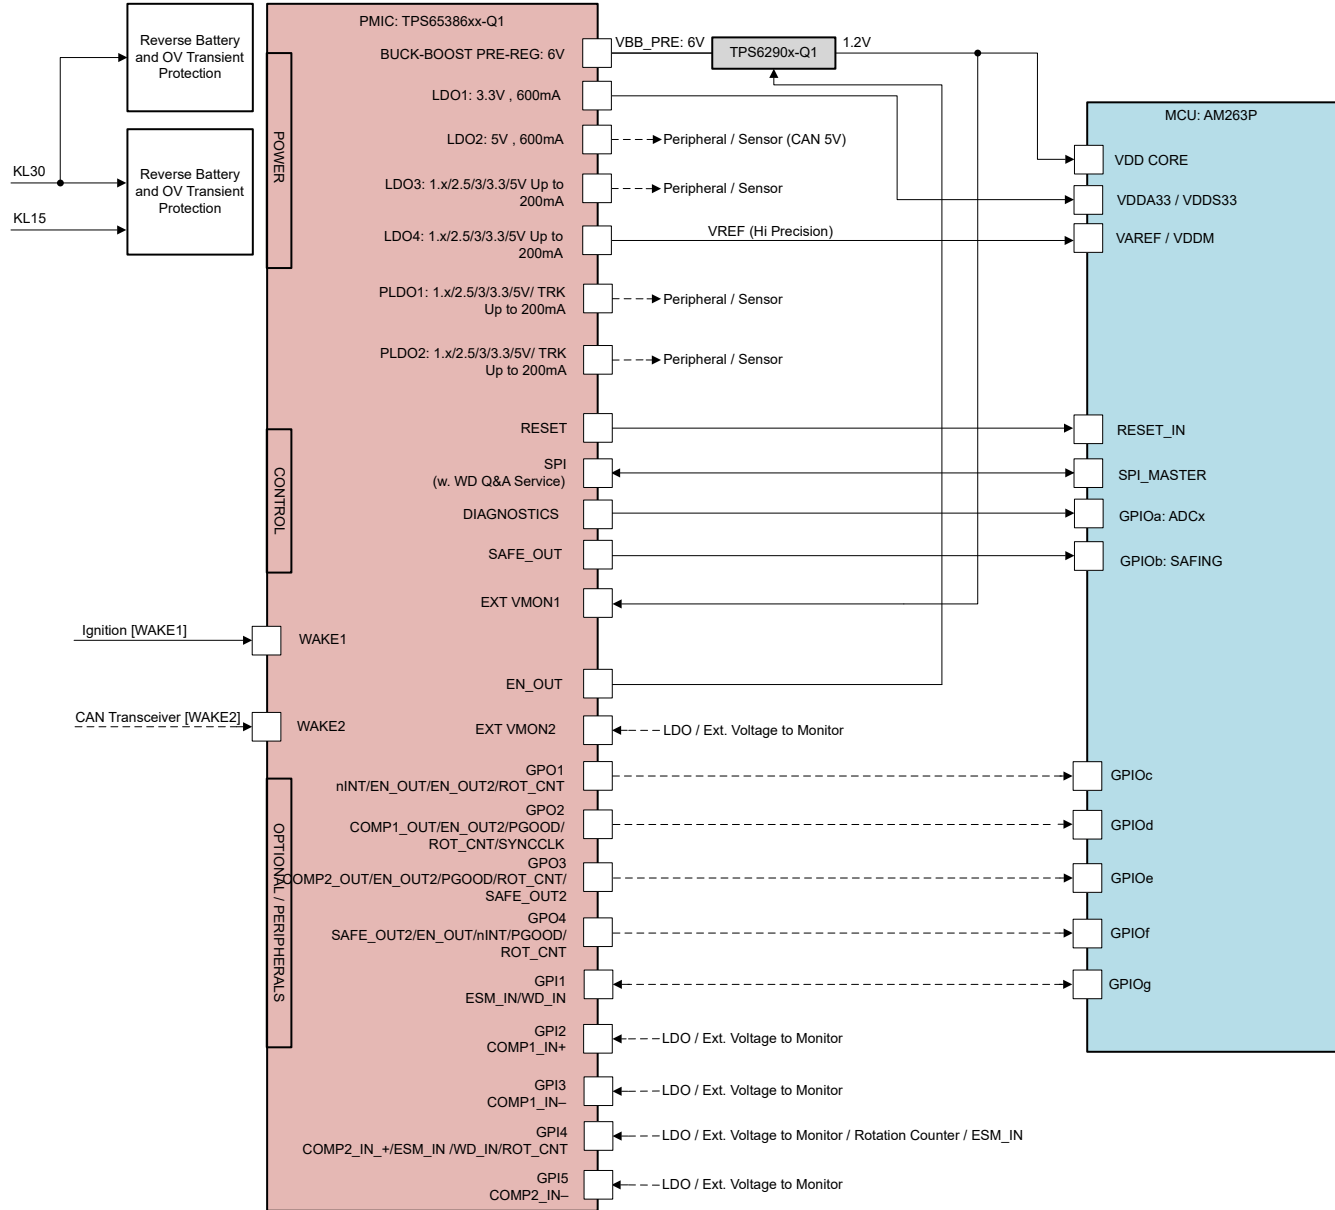 PMIC: TPS65386xx-Q1
Reverse Battery
and OV Transient
Protection
BUCK-BOOST PRE-REG: 6V
VBB_PRE: 6V
TPS6290x-Q1
1.2V
LDO1: 3.3V , 600mA
MCU: AM263P
POWER
LDO2: 5V , 600mA
Peripheral / Sensor (CAN 5V)
VDD CORE
KL30
Reverse Battery
and OV Transient
Protection
LDO3: 1.x/2.5/3/3.3/5V Up to
200mA
Peripheral / Sensor
VDDA33 / VDDS33
KL15
LDO4: 1.x/2.5/3/3.3/5V Up to
200mA
VREF (Hi Precision)
VAREF / VDDM
PLDO1: 1.x/2.5/3/3.3/5V/ TRK
Up to 200mA
Peripheral / Sensor
PLDO2: 1.x/2.5/3/3.3/5V/ TRK
Up to 200mA
Peripheral / Sensor
RESET
RESET_IN
CONTROL
SPI
(w. WD Q&A Service)
SPI_MASTER
DIAGNOSTICS
GPIOa: ADCx
SAFE_OUT
GPIOb: SAFING
EXT VMON1
Ignition [WAKE1]
WAKE1
EN_OUT
CAN Transceiver [WAKE2]
WAKE2
EXT VMON2
LDO / Ext. Voltage to Monitor
OPTIONAL / PERIPHERALS
GPO1
nINT/EN_OUT/EN_OUT2/ROT_CNT
GPIOc
GPO2
COMP1_OUT/EN_OUT2/PGOOD/
ROT_CNT/SYNCCLK
GPIOd
GPO3
COMP2_OUT/EN_OUT2/PGOOD/ROT_CNT/
SAFE_OUT2
GPIOe
GPO4
SAFE_OUT2/EN_OUT/nINT/PGOOD/
ROT_CNT
GPIOf
GPI1
ESM_IN/WD_IN
GPIOg
GPI2
COMP1_IN+
LDO / Ext. Voltage to Monitor
GPI3
COMP1_IN–
LDO / Ext. Voltage to Monitor
GPI4
COMP2_IN_+/ESM_IN /WD_IN/ROT_CNT
LDO / Ext. Voltage to Monitor / Rotation Counter / ESM_IN
GPI5
COMP2_IN–
LDO / Ext. Voltage to Monitor